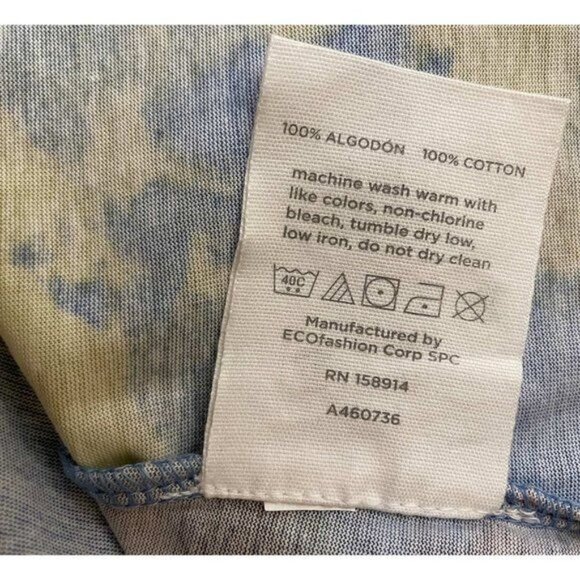 100% ALGODÓN 100% COTTON
machine wash warm with
like colors, non-chlorine
bleach, tumble dry low,
low iron, do not dry clean
40C
Manufactured by
ECOfashion Corp SPC
RN 158914
A460736